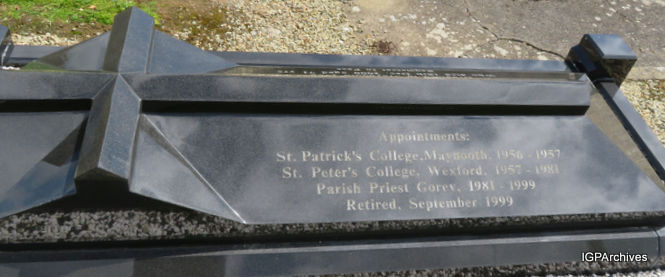 Appointments:
St. Patrick's College, Maynooth, 1956 - 1957
St. Peter's College, Wexford, 1957 - 1981
Parish Priest Gorey, 1981 - 1999
Retired, September 1999
IGPArchives